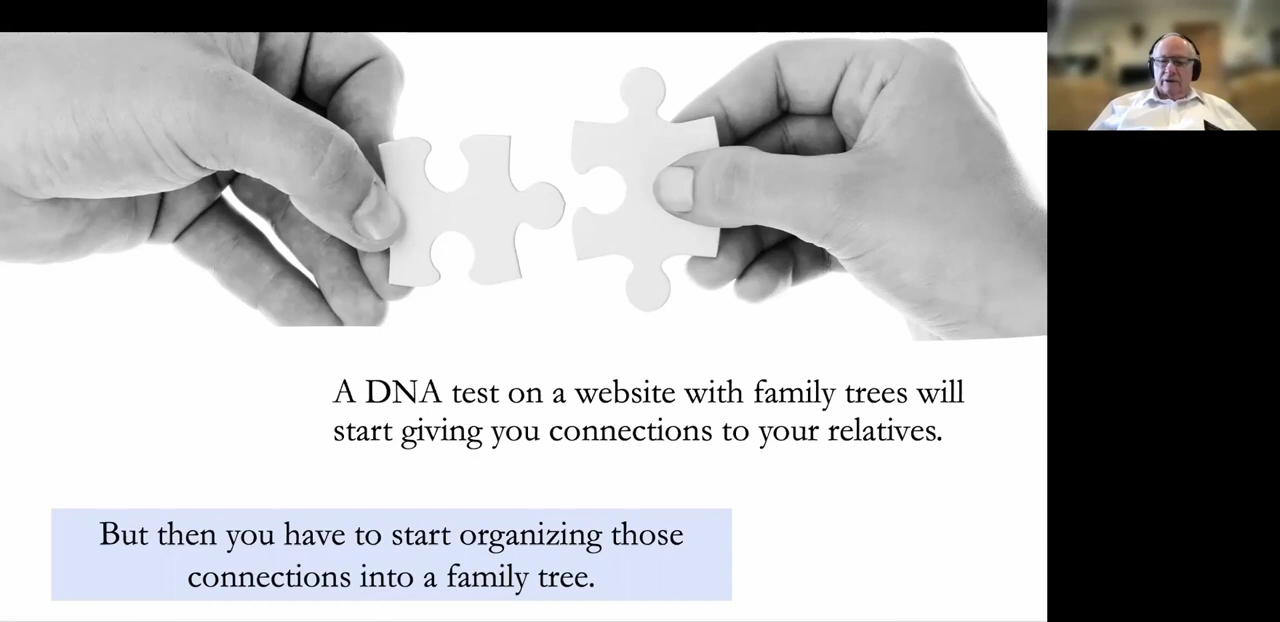 A DNA test on a website with family trees will
start giving you connections to your relatives.
But then you have to start organizing those
connections into a family tree.